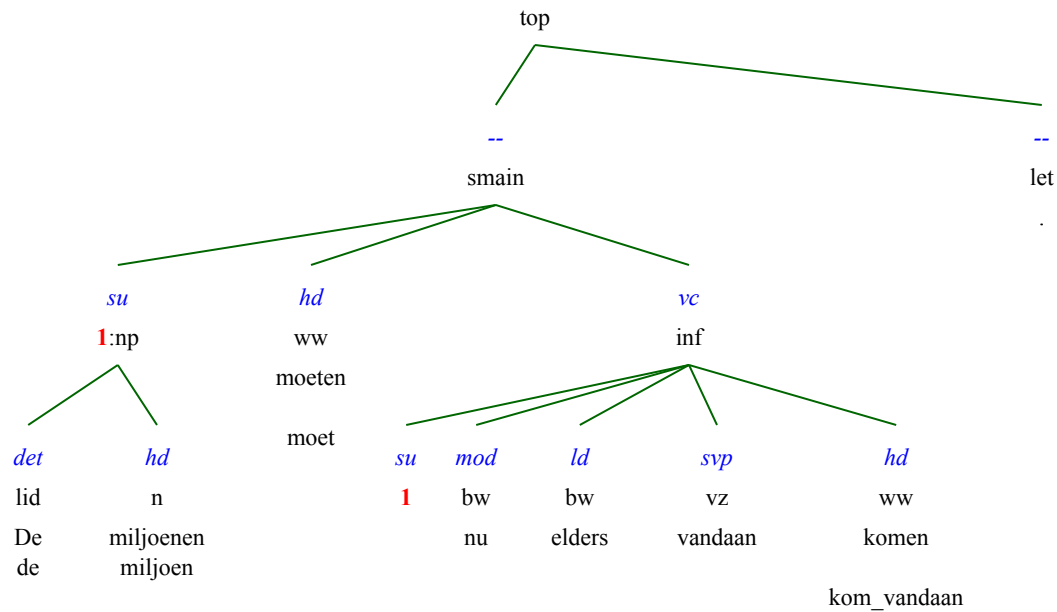 top
-- --
smain let
.
su hd vc
1:np ww inf
moeten
moet
det hd su mod ld svp hd
lid n 1 bw bw vz ww
De miljoenen nu elders vandaan komen
de miljoen
kom_vandaan